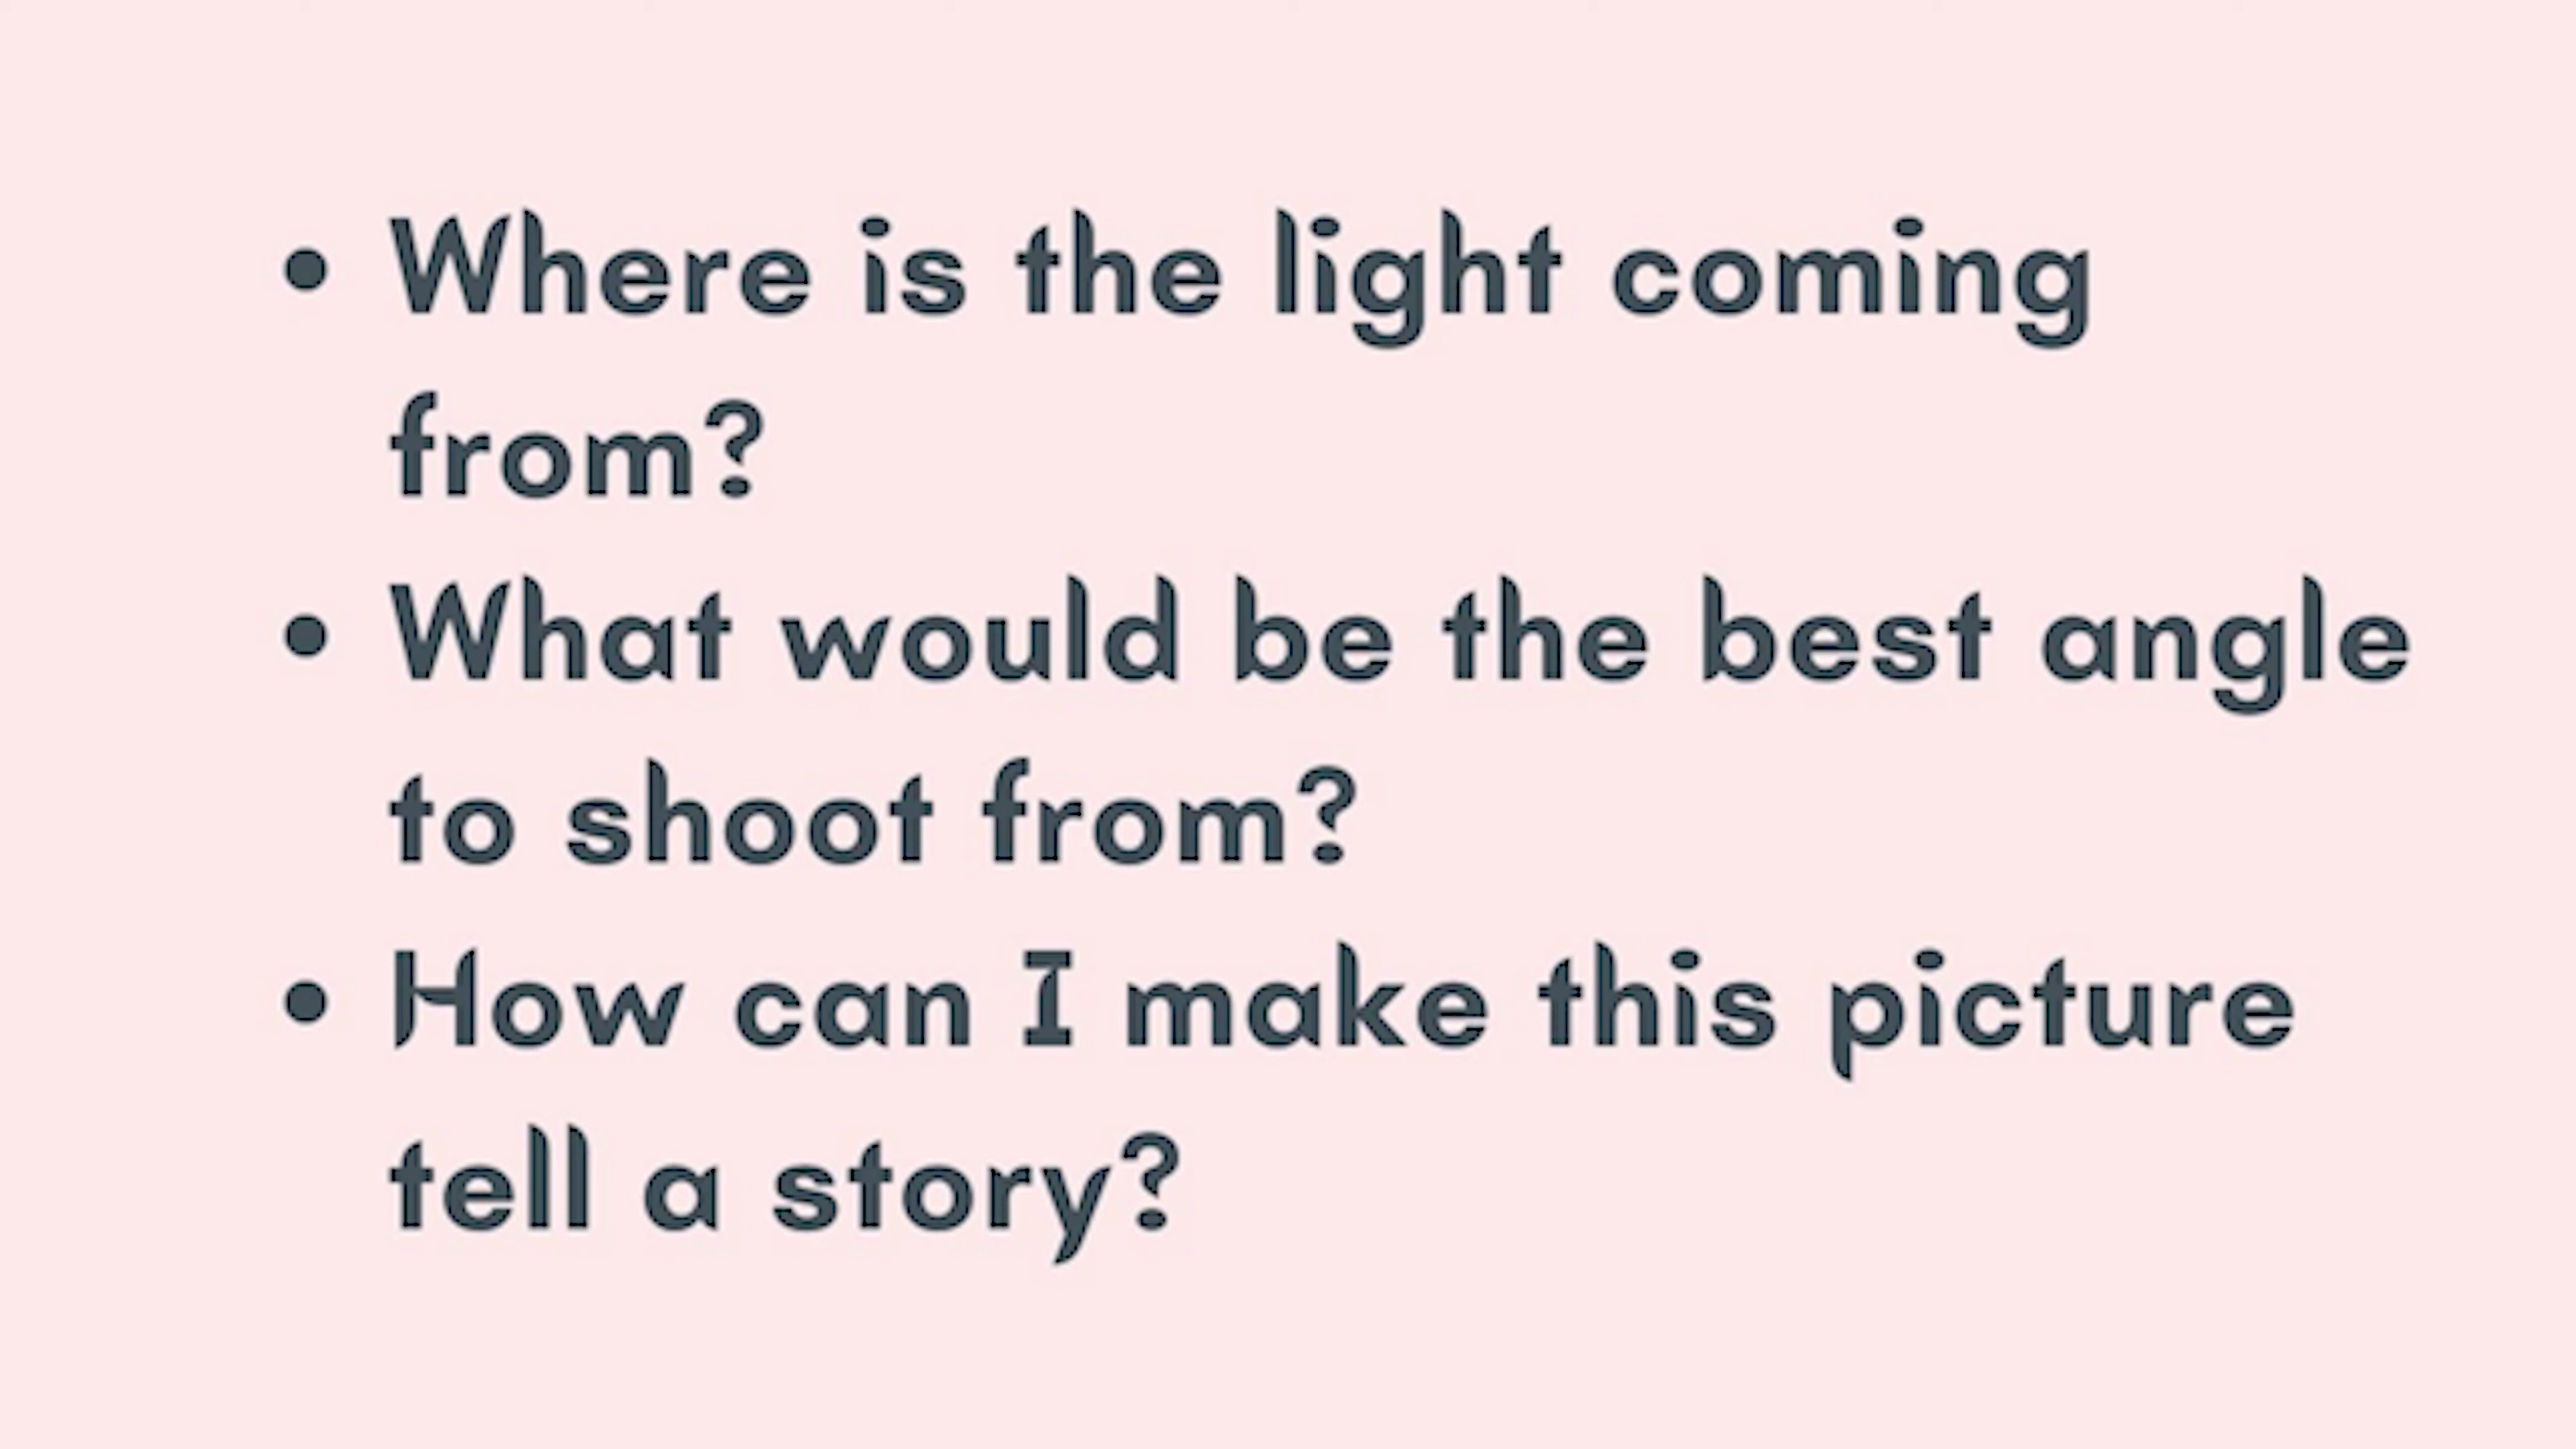 • Where is the light coming
from?
• What would be the best angle
to shoot from?
• How can I make this picture
tell a story?